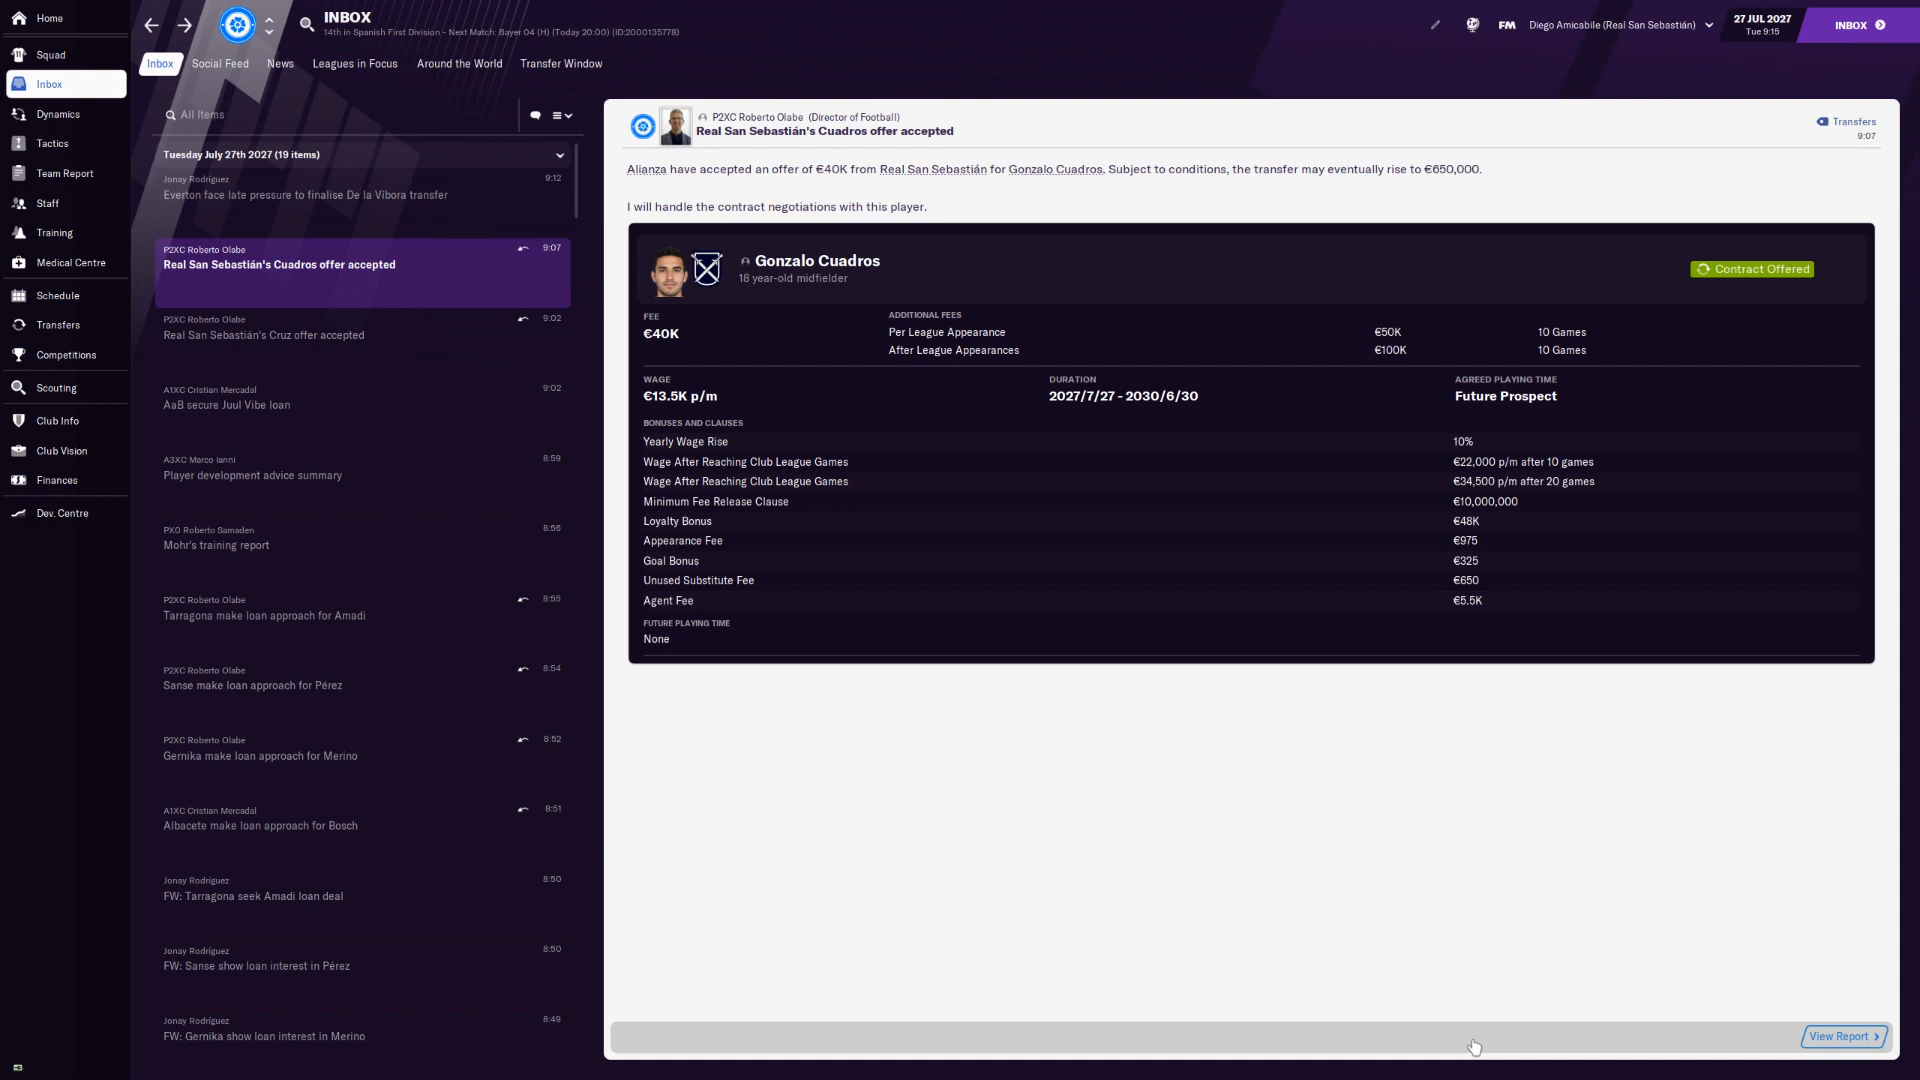 Home
Squad
Inbox
Dynamics
Tactics
Team Report
Staff
Training
Medical Centre
Schedule
Transfers
Competitions
Scouting
Club Info
Club Vision
Finances
Dev. Centre
INBOX
14th in Spanish First Division - Next Match: Bayer 04 (H) (Today 20:00) (ID:2000135778)
FM
Diego Amicabile (Real San Sebastián)
27 JUL 2027
Tue 9:15
INBOX
Inbox
Social Feed
News
Leagues in Focus
Around the World
Transfer Window
All Items
Tuesday July 27th 2027 (19 items)
Jonay Rodríguez 9:12
Everton face late pressure to finalise De la Víbora transfer
P2XC Roberto Olabe 9:07
Real San Sebastián's Cuadros offer accepted
P2XC Roberto Olabe 9:02
Real San Sebastián's Cruz offer accepted
A1XC Cristian Mercadal 9:02
AaB secure Juul Vibe loan
A3XC Marco Ianni 8:59
Player development advice summary
PX0 Roberto Samaden 8:56
Mohr's training report
P2XC Roberto Olabe 8:55
Tarragona make loan approach for Amadi
P2XC Roberto Olabe 8:54
Sanse make loan approach for Pérez
P2XC Roberto Olabe 8:52
Gernika make loan approach for Merino
A1XC Cristian Mercadal 8:51
Albacete make loan approach for Bosch
Jonay Rodríguez 8:50
FW: Tarragona seek Amadi loan deal
Jonay Rodríguez 8:50
FW: Sanse show loan interest in Pérez
Jonay Rodríguez 8:49
FW: Gernika show loan interest in Merino
P2XC Roberto Olabe (Director of Football)
Real San Sebastián's Cuadros offer accepted
Transfers
9:07
Alianza have accepted an offer of €40K from Real San Sebastián for Gonzalo Cuadros. Subject to conditions, the transfer may eventually rise to €650,000.
I will handle the contract negotiations with this player.
Gonzalo Cuadros
18 year-old midfielder
Contract Offered
FEE
€40K
ADDITIONAL FEES
Per League Appearance €50K 10 Games
After League Appearances €100K 10 Games
WAGE
€13.5K p/m
DURATION
2027/7/27 - 2030/6/30
AGREED PLAYING TIME
Future Prospect
BONUSES AND CLAUSES
Yearly Wage Rise 10%
Wage After Reaching Club League Games €22,000 p/m after 10 games
Wage After Reaching Club League Games €34,500 p/m after 20 games
Minimum Fee Release Clause €10,000,000
Loyalty Bonus €48K
Appearance Fee €975
Goal Bonus €325
Unused Substitute Fee €650
Agent Fee €5.5K
FUTURE PLAYING TIME
None
View Report